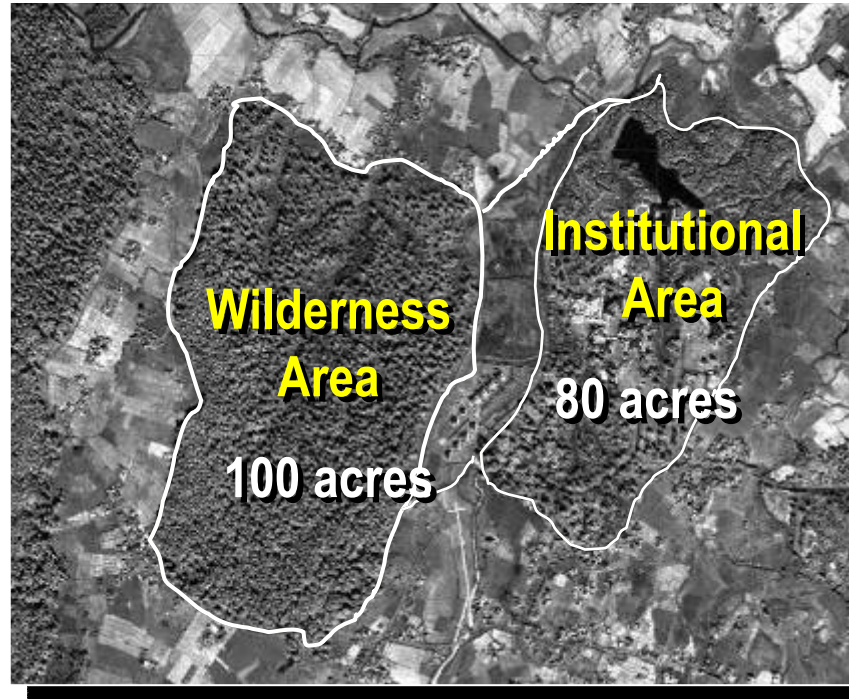 Institutional
Area
Wilderness
Area
80 acres
100 acres